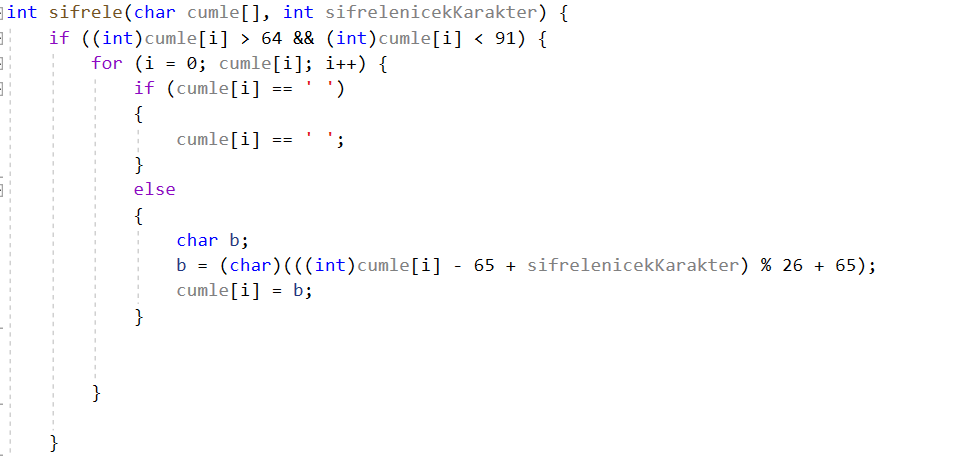 int sifrele(char cumle[], int sifrelenicekKarakter) {
if ((int)cumle[i] > 64 && (int)cumle[i] < 91) {
for (i = 0; cumle[i]; i++) {
if (cumle[i] == ' ')
{
cumle[i] == ' ';
}
else
{
char b;
b = (char)(((int)cumle[i] - 65 + sifrelenicekKarakter) % 26 + 65);
cumle[i] = b;
}
}
}